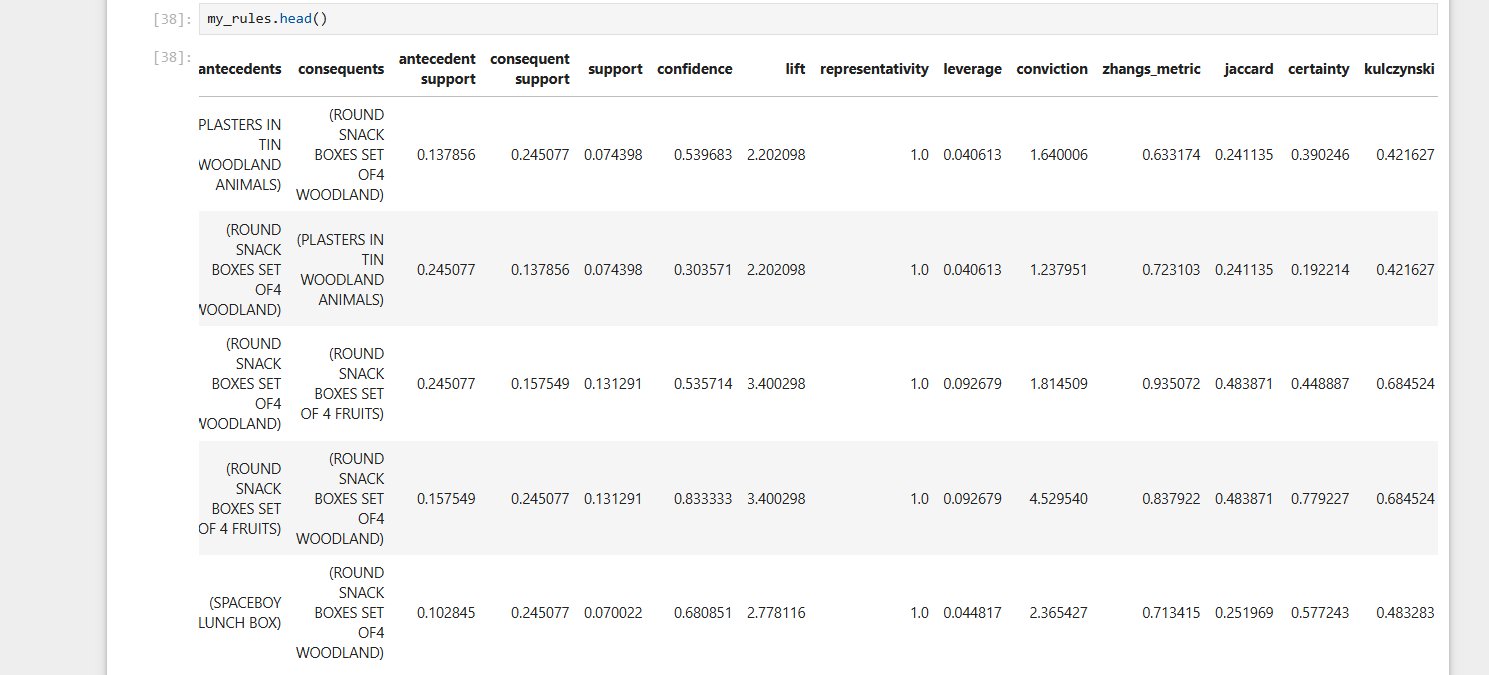 [38]: my_rules.head()
[38]:
antecedents consequents antecedent support consequent support support confidence lift representativity leverage conviction zhangs_metric jaccard certainty kulczynski
PLASTERS IN TIN WOODLAND ANIMALS) (ROUND SNACK BOXES SET OF4 WOODLAND) 0.137856 0.245077 0.074398 0.539683 2.202098 1.0 0.040613 1.640006 0.633174 0.241135 0.390246 0.421627
(ROUND SNACK BOXES SET OF4 WOODLAND) (PLASTERS IN TIN WOODLAND ANIMALS) 0.245077 0.137856 0.074398 0.303571 2.202098 1.0 0.040613 1.237951 0.723103 0.241135 0.192214 0.421627
(ROUND SNACK BOXES SET OF4 WOODLAND) (ROUND SNACK BOXES SET OF 4 FRUITS) 0.245077 0.157549 0.131291 0.535714 3.400298 1.0 0.092679 1.814509 0.935072 0.483871 0.448887 0.684524
(ROUND SNACK BOXES SET OF 4 FRUITS) (ROUND SNACK BOXES SET OF4 WOODLAND) 0.157549 0.245077 0.131291 0.833333 3.400298 1.0 0.092679 4.529540 0.837922 0.483871 0.779227 0.684524
(SPACEBOY LUNCH BOX) (ROUND SNACK BOXES SET OF4 WOODLAND) 0.102845 0.245077 0.070022 0.680851 2.778116 1.0 0.044817 2.365427 0.713415 0.251969 0.577243 0.483283